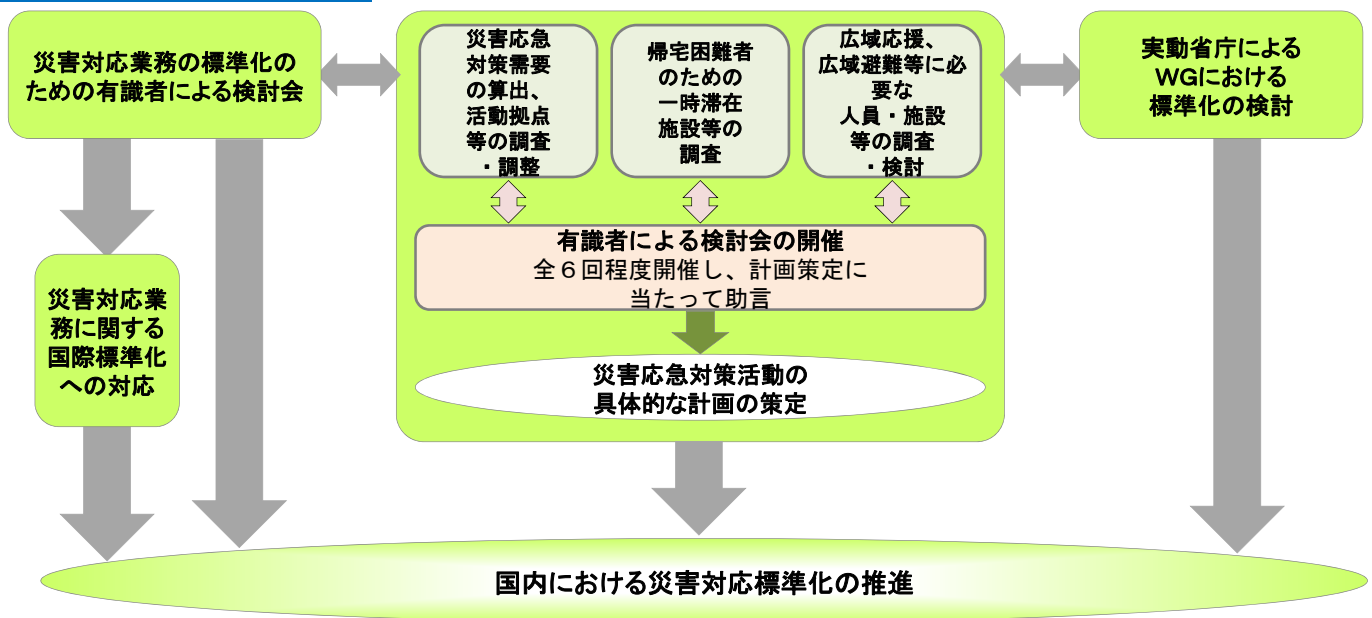 災害対応業務の標準化の
ための有識者による検討会
災害応急
対策需要
の算出、
活動拠点
等の調査
・調整
帰宅困難者
のための
一時滞在
施設等の
調査
広域応援、
広域避難等に必
要な
人員・施設
等の調査
・検討
実動省庁による
WGにおける
標準化の検討
有識者による検討会の開催
全６回程度開催し、計画策定に
当たって助言
災害対応業
務に関する
国際標準化
への対応
災害応急対策活動の
具体的な計画の策定
国内における災害対応標準化の推進